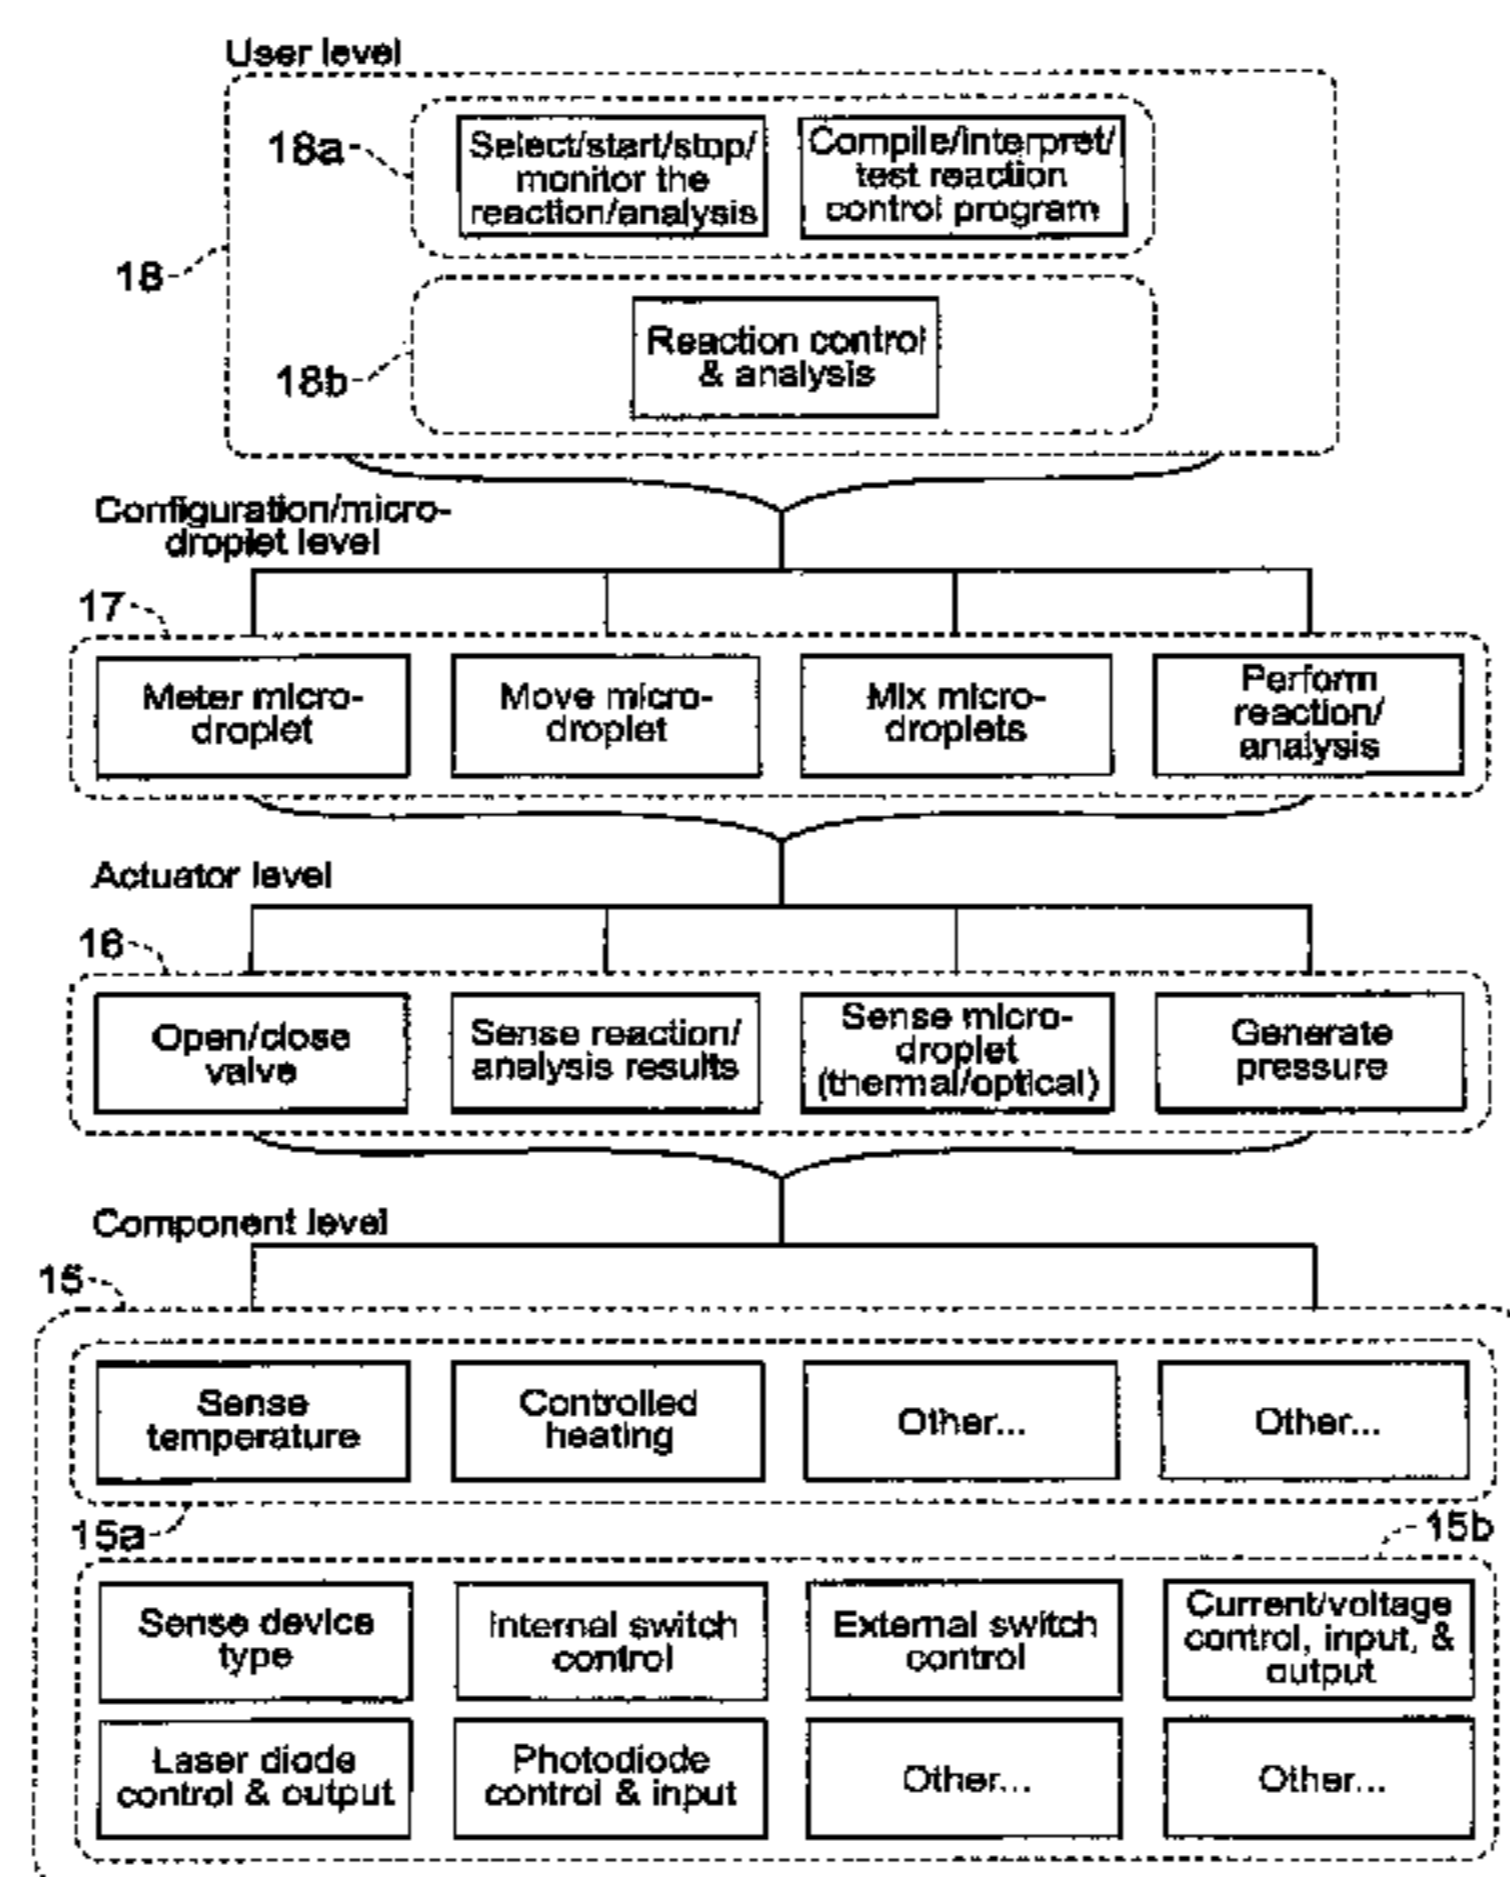 User level
18a
Select/start/stop/
monitor the
reaction/analysis
Compile/interpret/
test reaction
control program
18
18b
Reaction control
& analysis
Configuration/micro-
droplet level
17
Meter micro-
droplet
Move micro-
droplet
Mix micro-
droplets
Perform
reaction/
analysis
Actuator level
16
Open/close
valve
Sense reaction/
analysis results
Sense micro-
droplet
(thermal/optical)
Generate
pressure
Component level
15
Sense
temperature
Controlled
heating
Other...
Other...
15a
15b
Sense device
type
Internal switch
control
External switch
control
Current/voltage
control, input, &
output
Laser diode
control & output
Photodiode
control & input
Other...
Other...